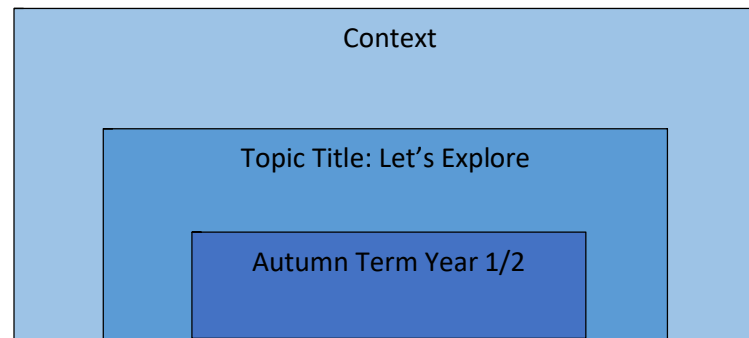 Context
Topic Title: Let’s Explore
Autumn Term Year 1/2